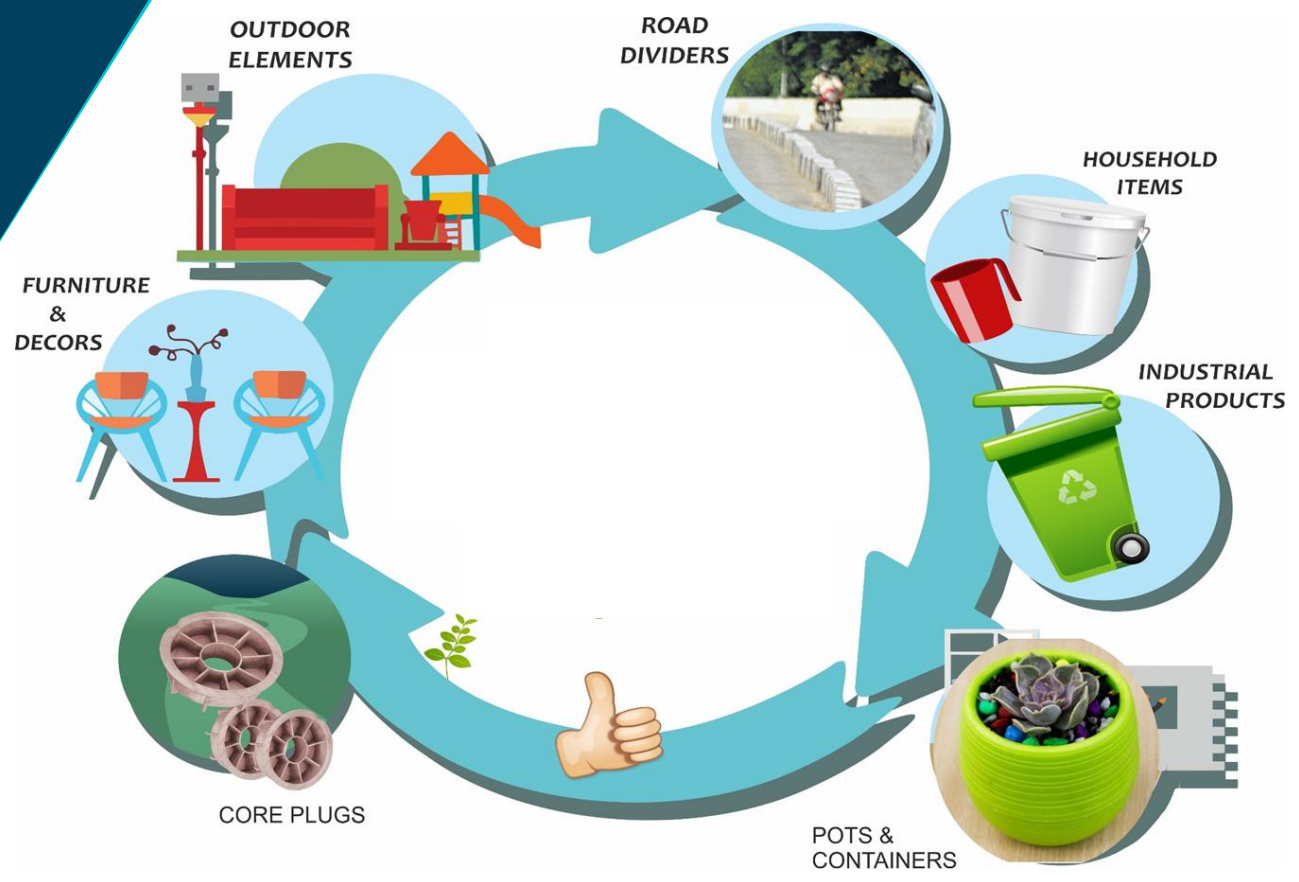 OUTDOOR
ELEMENTS
ROAD
DIVIDERS
HOUSEHOLD
ITEMS
INDUSTRIAL
PRODUCTS
POTS &
CONTAINERS
CORE PLUGS
FURNITURE
&
DECORS